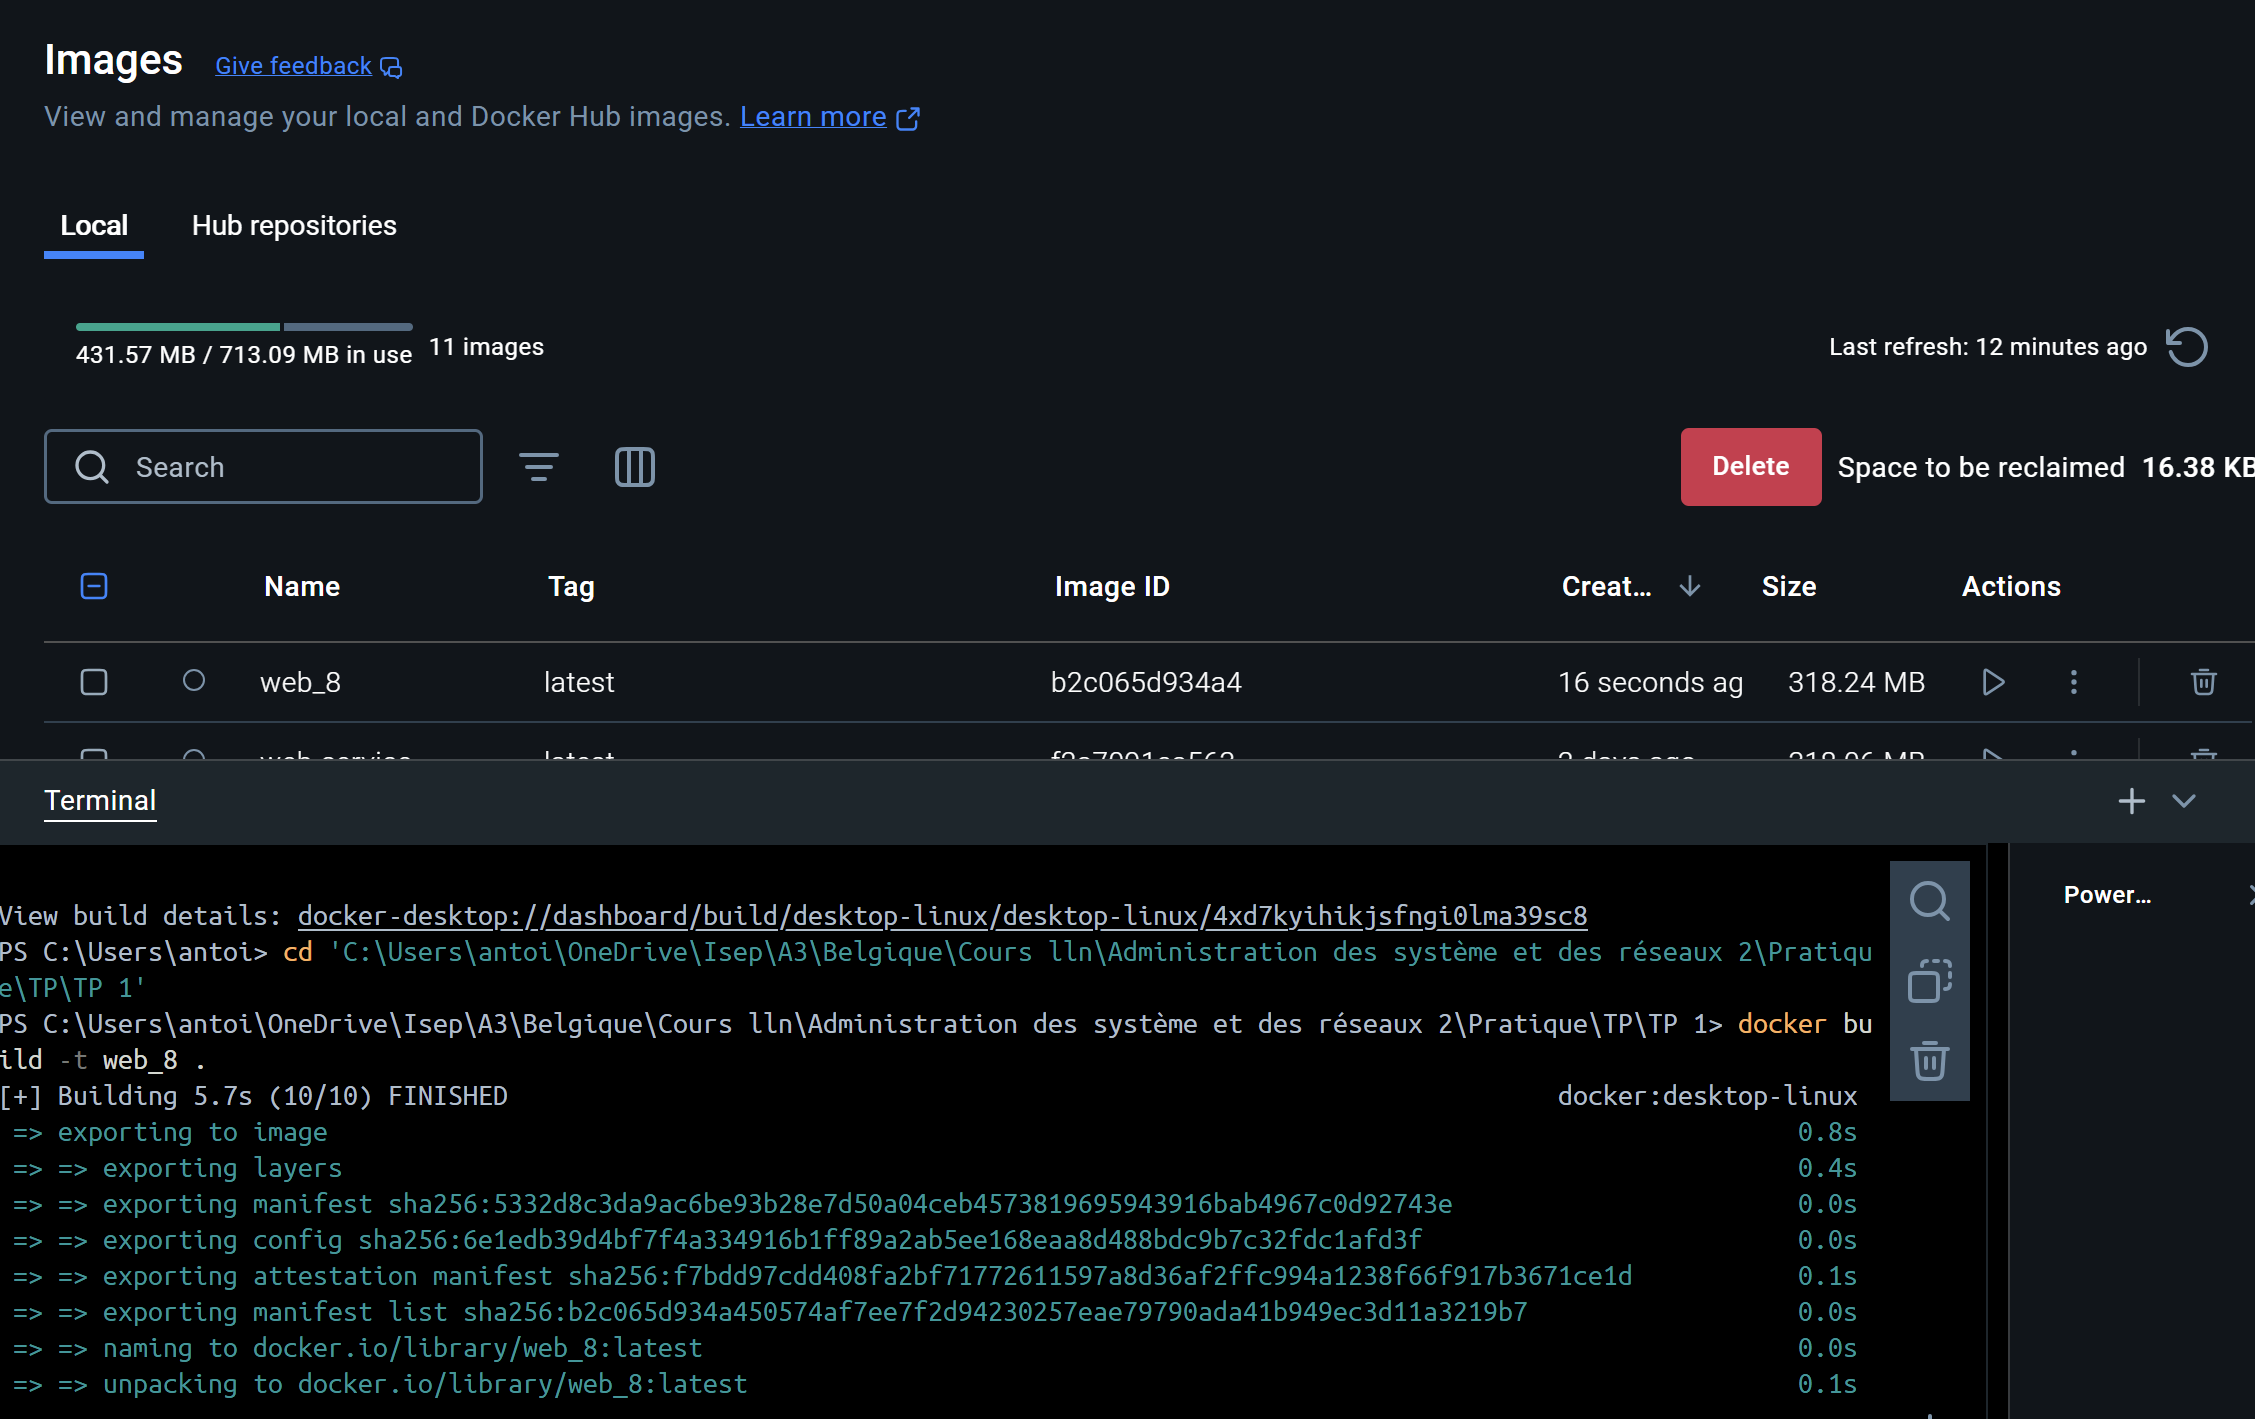 Images Give feedback
View and manage your local and Docker Hub images. Learn more
Local Hub repositories
431.57 MB / 713.09 MB in use 11 images Last refresh: 12 minutes ago
Search Delete Space to be reclaimed 16.38 KB
Name Tag Image ID Creat... Size Actions
web_8 latest b2c065d934a4 16 seconds ag 318.24 MB
latest
Terminal
View build details: docker-desktop://dashboard/build/desktop-linux/desktop-linux/4xd7kyihikjsfngi0lma39sc8 Power...
PS C:\Users\antoi> cd 'C:\Users\antoi\OneDrive\Isep\A3\Belgique\Cours lln\Administration des système et des réseaux 2\Pratiqu
e\TP\TP 1'
PS C:\Users\antoi\OneDrive\Isep\A3\Belgique\Cours lln\Administration des système et des réseaux 2\Pratique\TP\TP 1> docker bu
ild -t web_8 .
[+] Building 5.7s (10/10) FINISHED docker:desktop-linux
=> exporting to image 0.8s
=> => exporting layers 0.4s
=> => exporting manifest sha256:5332d8c3da9ac6be93b28e7d50a04ceb4573819695943916bab4967c0d92743e 0.0s
=> => exporting config sha256:6e1edb39d4bf7f4a334916b1ff89a2ab5ee168eaa8d488bdc9b7c32fdc1afd3f 0.0s
=> => exporting attestation manifest sha256:f7bdd97cdd408fa2bf71772611597a8d36af2ffc994a1238f66f917b3671ce1d 0.1s
=> => exporting manifest list sha256:b2c065d934a450574af7ee7f2d94230257eae79790ada41b949ec3d11a3219b7 0.0s
=> => naming to docker.io/library/web_8:latest 0.0s
=> => unpacking to docker.io/library/web_8:latest 0.1s